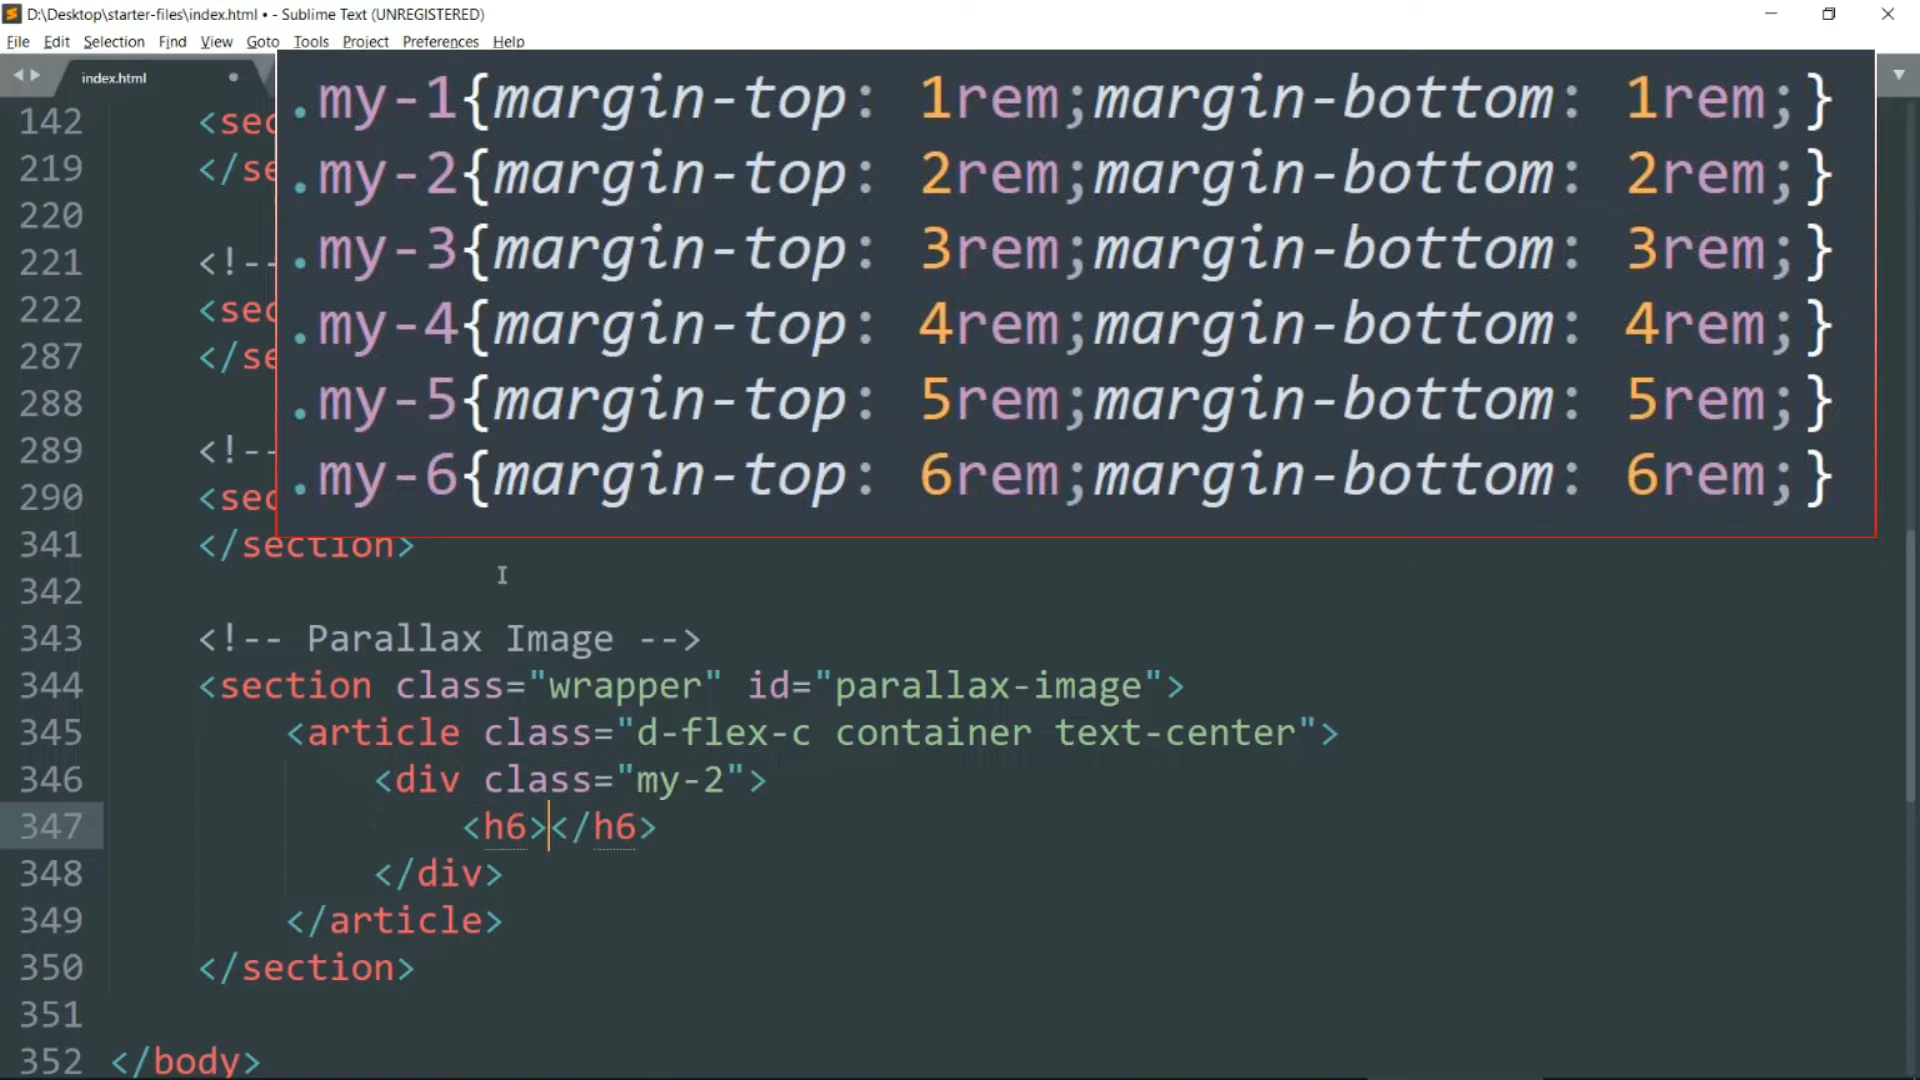 D:\Desktop\starter-files\index.html • - Sublime Text (UNREGISTERED)
File Edit Selection Find View Goto Tools Project Preferences Help
index.html
.my-1{margin-top: 1rem;margin-bottom: 1rem;}
.my-2{margin-top: 2rem;margin-bottom: 2rem;}
.my-3{margin-top: 3rem;margin-bottom: 3rem;}
.my-4{margin-top: 4rem;margin-bottom: 4rem;}
.my-5{margin-top: 5rem;margin-bottom: 5rem;}
.my-6{margin-top: 6rem;margin-bottom: 6rem;}
142 <sec
219 </se
220
221 <!--
222 <sec
287 </se
288
289 <!--
290 <sec
341 </section>
342
343 <!-- Parallax Image -->
344 <section class="wrapper" id="parallax-image">
345 <article class="d-flex-c container text-center">
346 <div class="my-2">
347 <h6></h6>
348 </div>
349 </article>
350 </section>
351
352 </body>